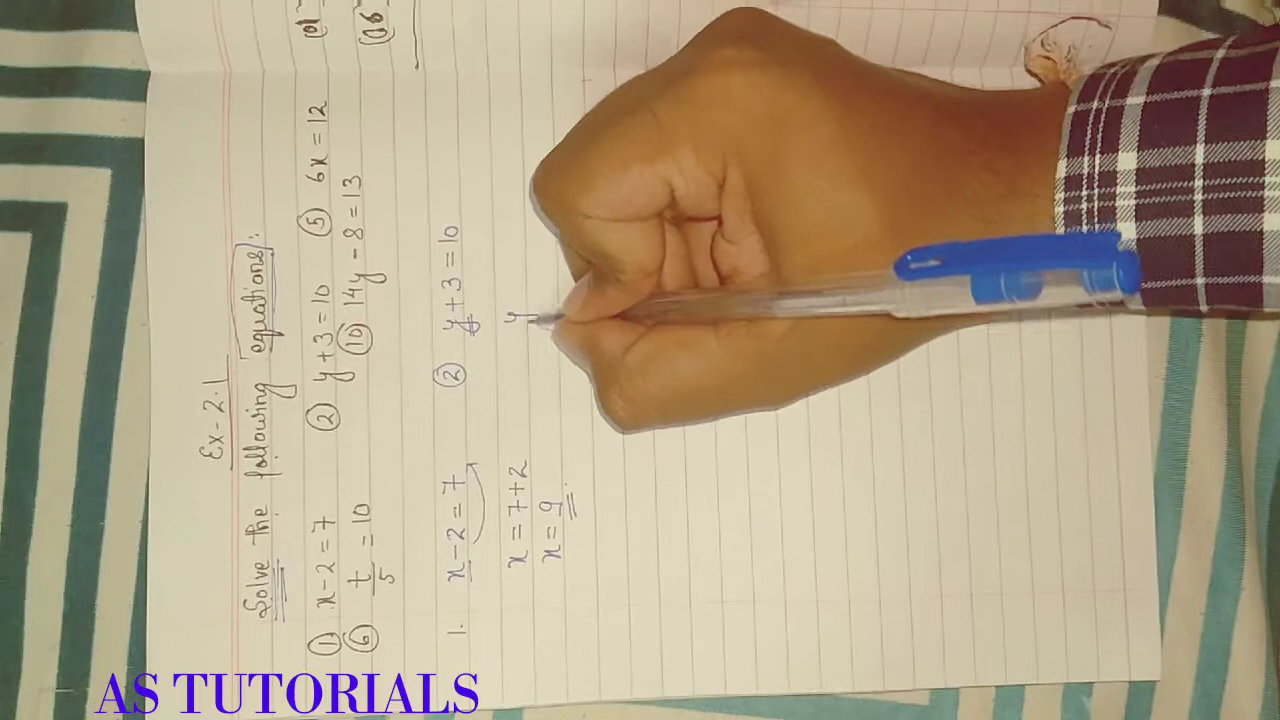 Ex-2.1
Solve the following equations:
① x-2=7 ② y+3=10 ⑤ 6x=12
⑥ t/5=10 ⑩ 14y-8=13
1. x-2=7 ② y+3=10
x=7+2 y
x=9
AS TUTORIALS